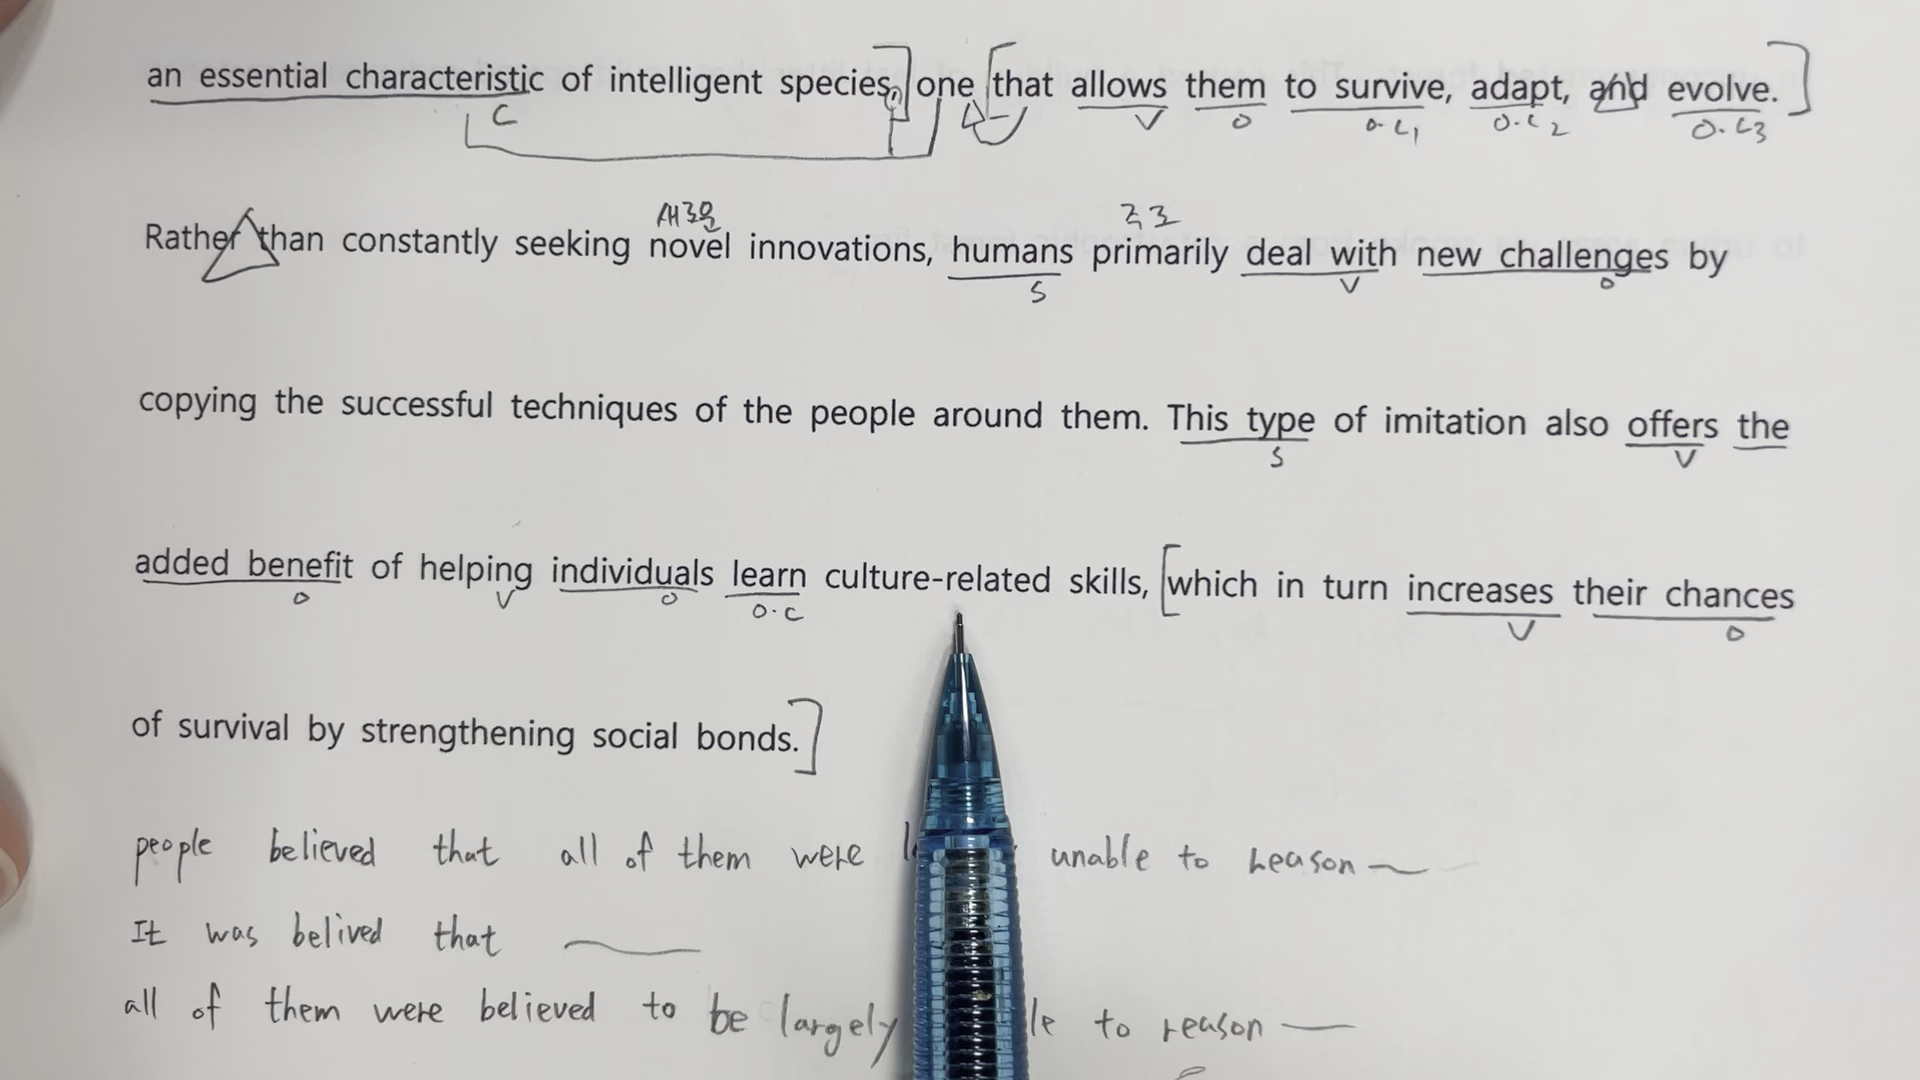 an essential characteristic of intelligent species, one that allows them to survive, adapt, and evolve.
C V O O.C1 O.C2 O.C3
새로운 주로
Rather than constantly seeking novel innovations, humans primarily deal with new challenges by
S V O
copying the successful techniques of the people around them. This type of imitation also offers the
S V
added benefit of helping individuals learn culture-related skills, which in turn increases their chances
O V O O.C V O
of survival by strengthening social bonds.
people believed that all of them were unable to reason
It was belived that
all of them were believed to be largely to reason